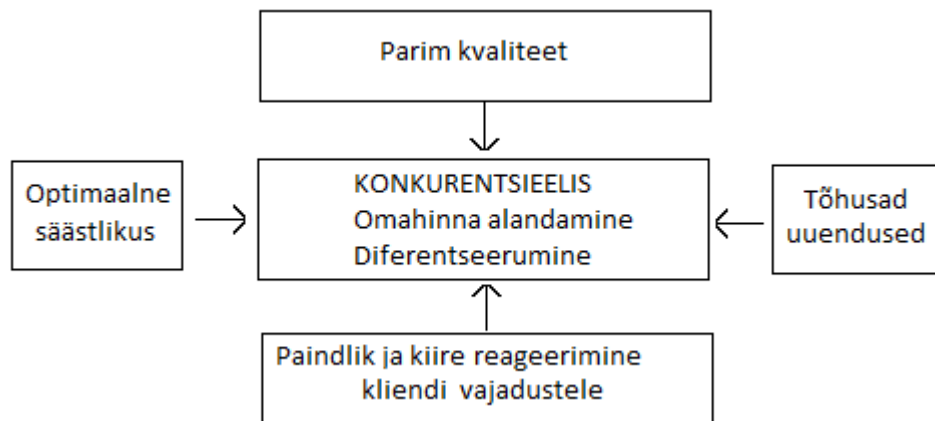 Parim kvaliteet
Optimaalne
säästlikus
KONKURENTSIEELIS
Omahinna alandamine
Diferentseerumine
Tõhusad
uuendused
Paindlik ja kiire reageerimine
kliendi vajadustele